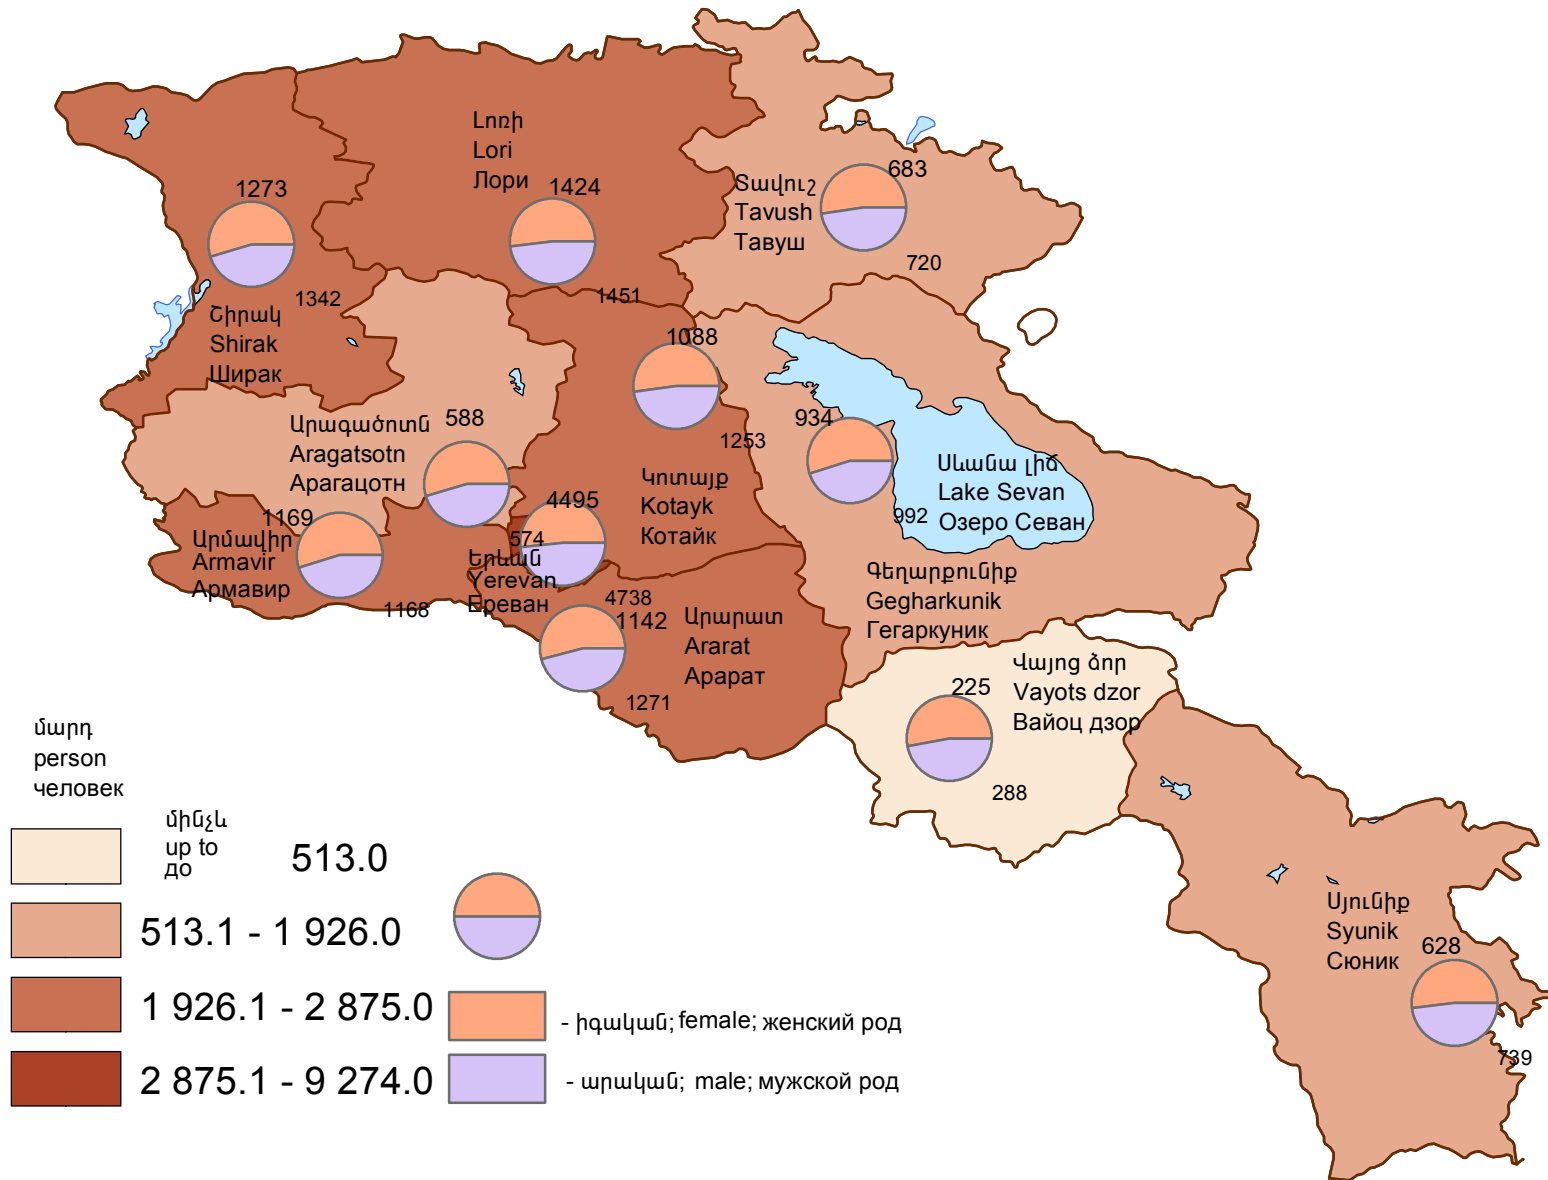 Լոռի
Lori
Лори
1424
1451
683
Տավուշ
Tavush
Тавуш
720
1273
1342
Շիրակ
Shirak
Ширак
1088
1253
Կոտայք
Kotayk
Котайк
588
Արագածոտն
Aragatsotn
Арагацотн
574
934
992
Սևանա լիճ
Lake Sevan
Озеро Севан
1169
Արմավիր
Armavir
Армавир
1168
4495
Երևան
Yerevan
Ереван
4738
1142
Արարատ
Ararat
Арарат
1271
Գեղարքունիք
Gegharkunik
Гегаркуник
Վայոց ձոր
Vayots dzor
Вайоц дзор
225
288
Սյունիք
Syunik
Сюник
628
739
մարդ
person
человек
մինչև
up to
до
513.0
513.1 - 1 926.0
1 926.1 - 2 875.0
2 875.1 - 9 274.0
- իգական; female; женский род
- արական; male; мужской род